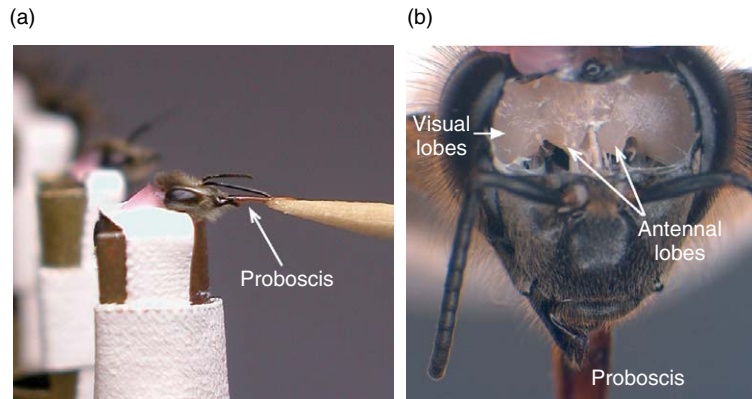 (a)
Proboscis
(b)
Visual
lobes
Antennal
lobes
Proboscis